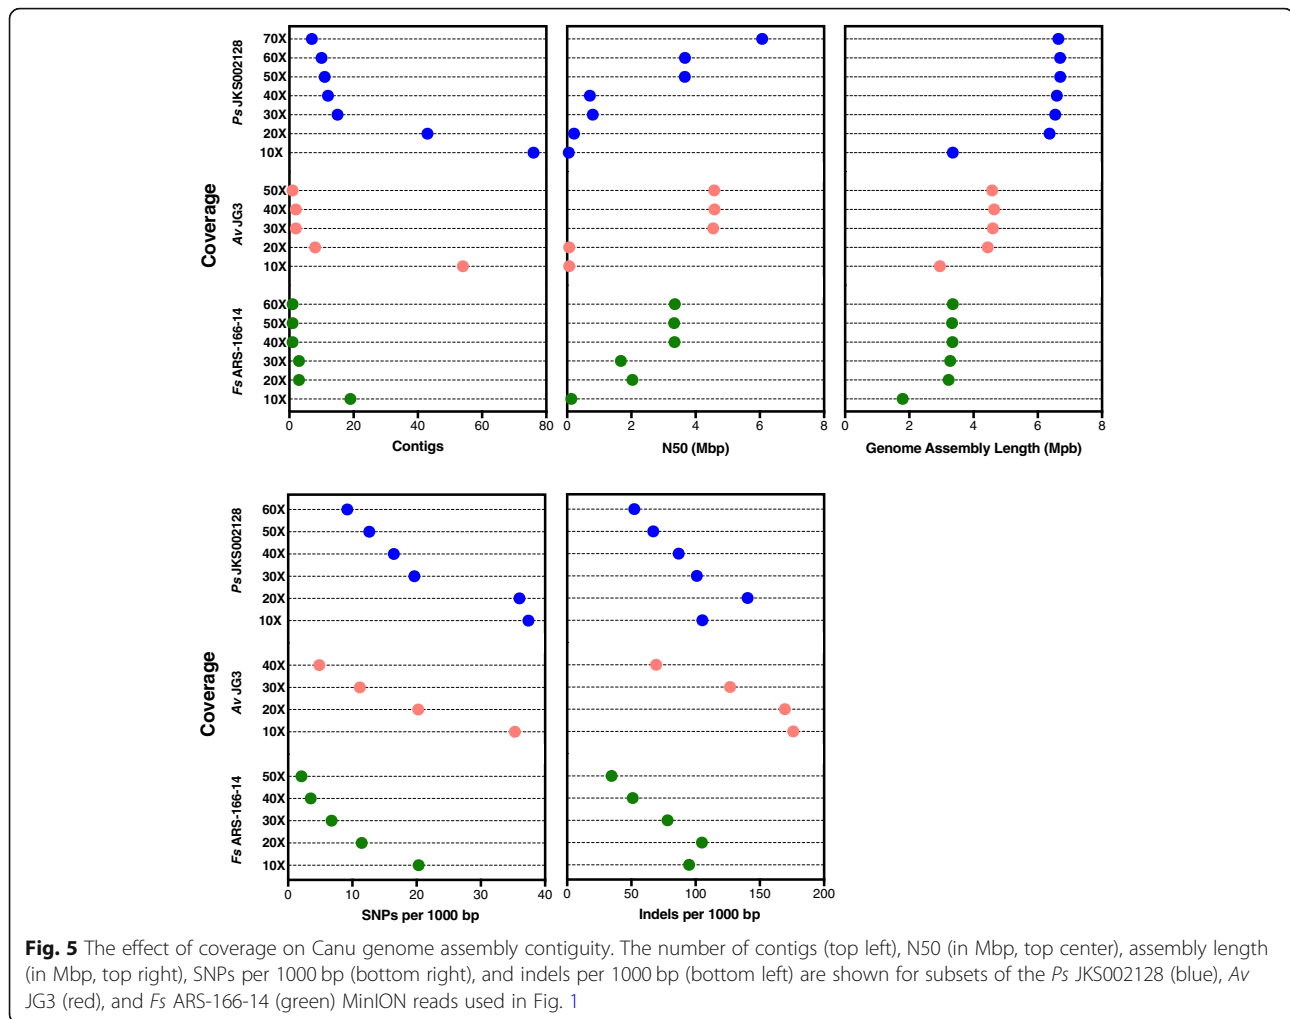 Coverage
Ps JKS002128
70X
60X
50X
40X
30X
20X
10X
Av JG3
50X
40X
30X
20X
10X
Fs ARS-166-14
60X
50X
40X
30X
20X
10X
0 20 40 60 80
Contigs
0 2 4 6 8
N50 (Mbp)
0 2 4 6 8
Genome Assembly Length (Mpb)
Coverage
Ps JKS002128
60X
50X
40X
30X
20X
10X
Av JG3
40X
30X
20X
10X
Fs ARS-166-14
50X
40X
30X
20X
10X
0 10 20 30 40
SNPs per 1000 bp
0 50 100 150 200
Indels per 1000 bp
Fig. 5 The effect of coverage on Canu genome assembly contiguity. The number of contigs (top left), N50 (in Mbp, top center), assembly length
(in Mbp, top right), SNPs per 1000 bp (bottom right), and indels per 1000 bp (bottom left) are shown for subsets of the Ps JKS002128 (blue), Av
JG3 (red), and Fs ARS-166-14 (green) MinION reads used in Fig. 1